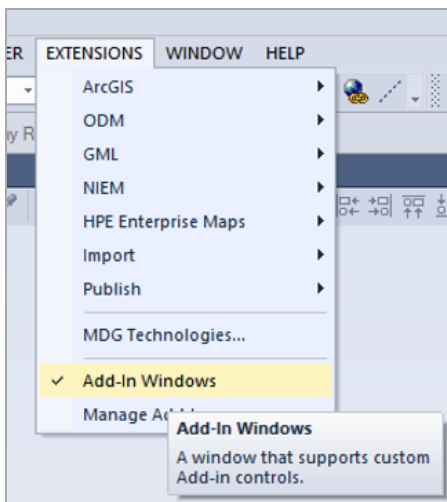 ER EXTENSIONS WINDOW HELP
ArcGIS
ODM
GML
NIEM
HPE Enterprise Maps
Import
Publish
MDG Technologies...
Add-In Windows
Manage
Add-In Windows
A window that supports custom
Add-in controls.